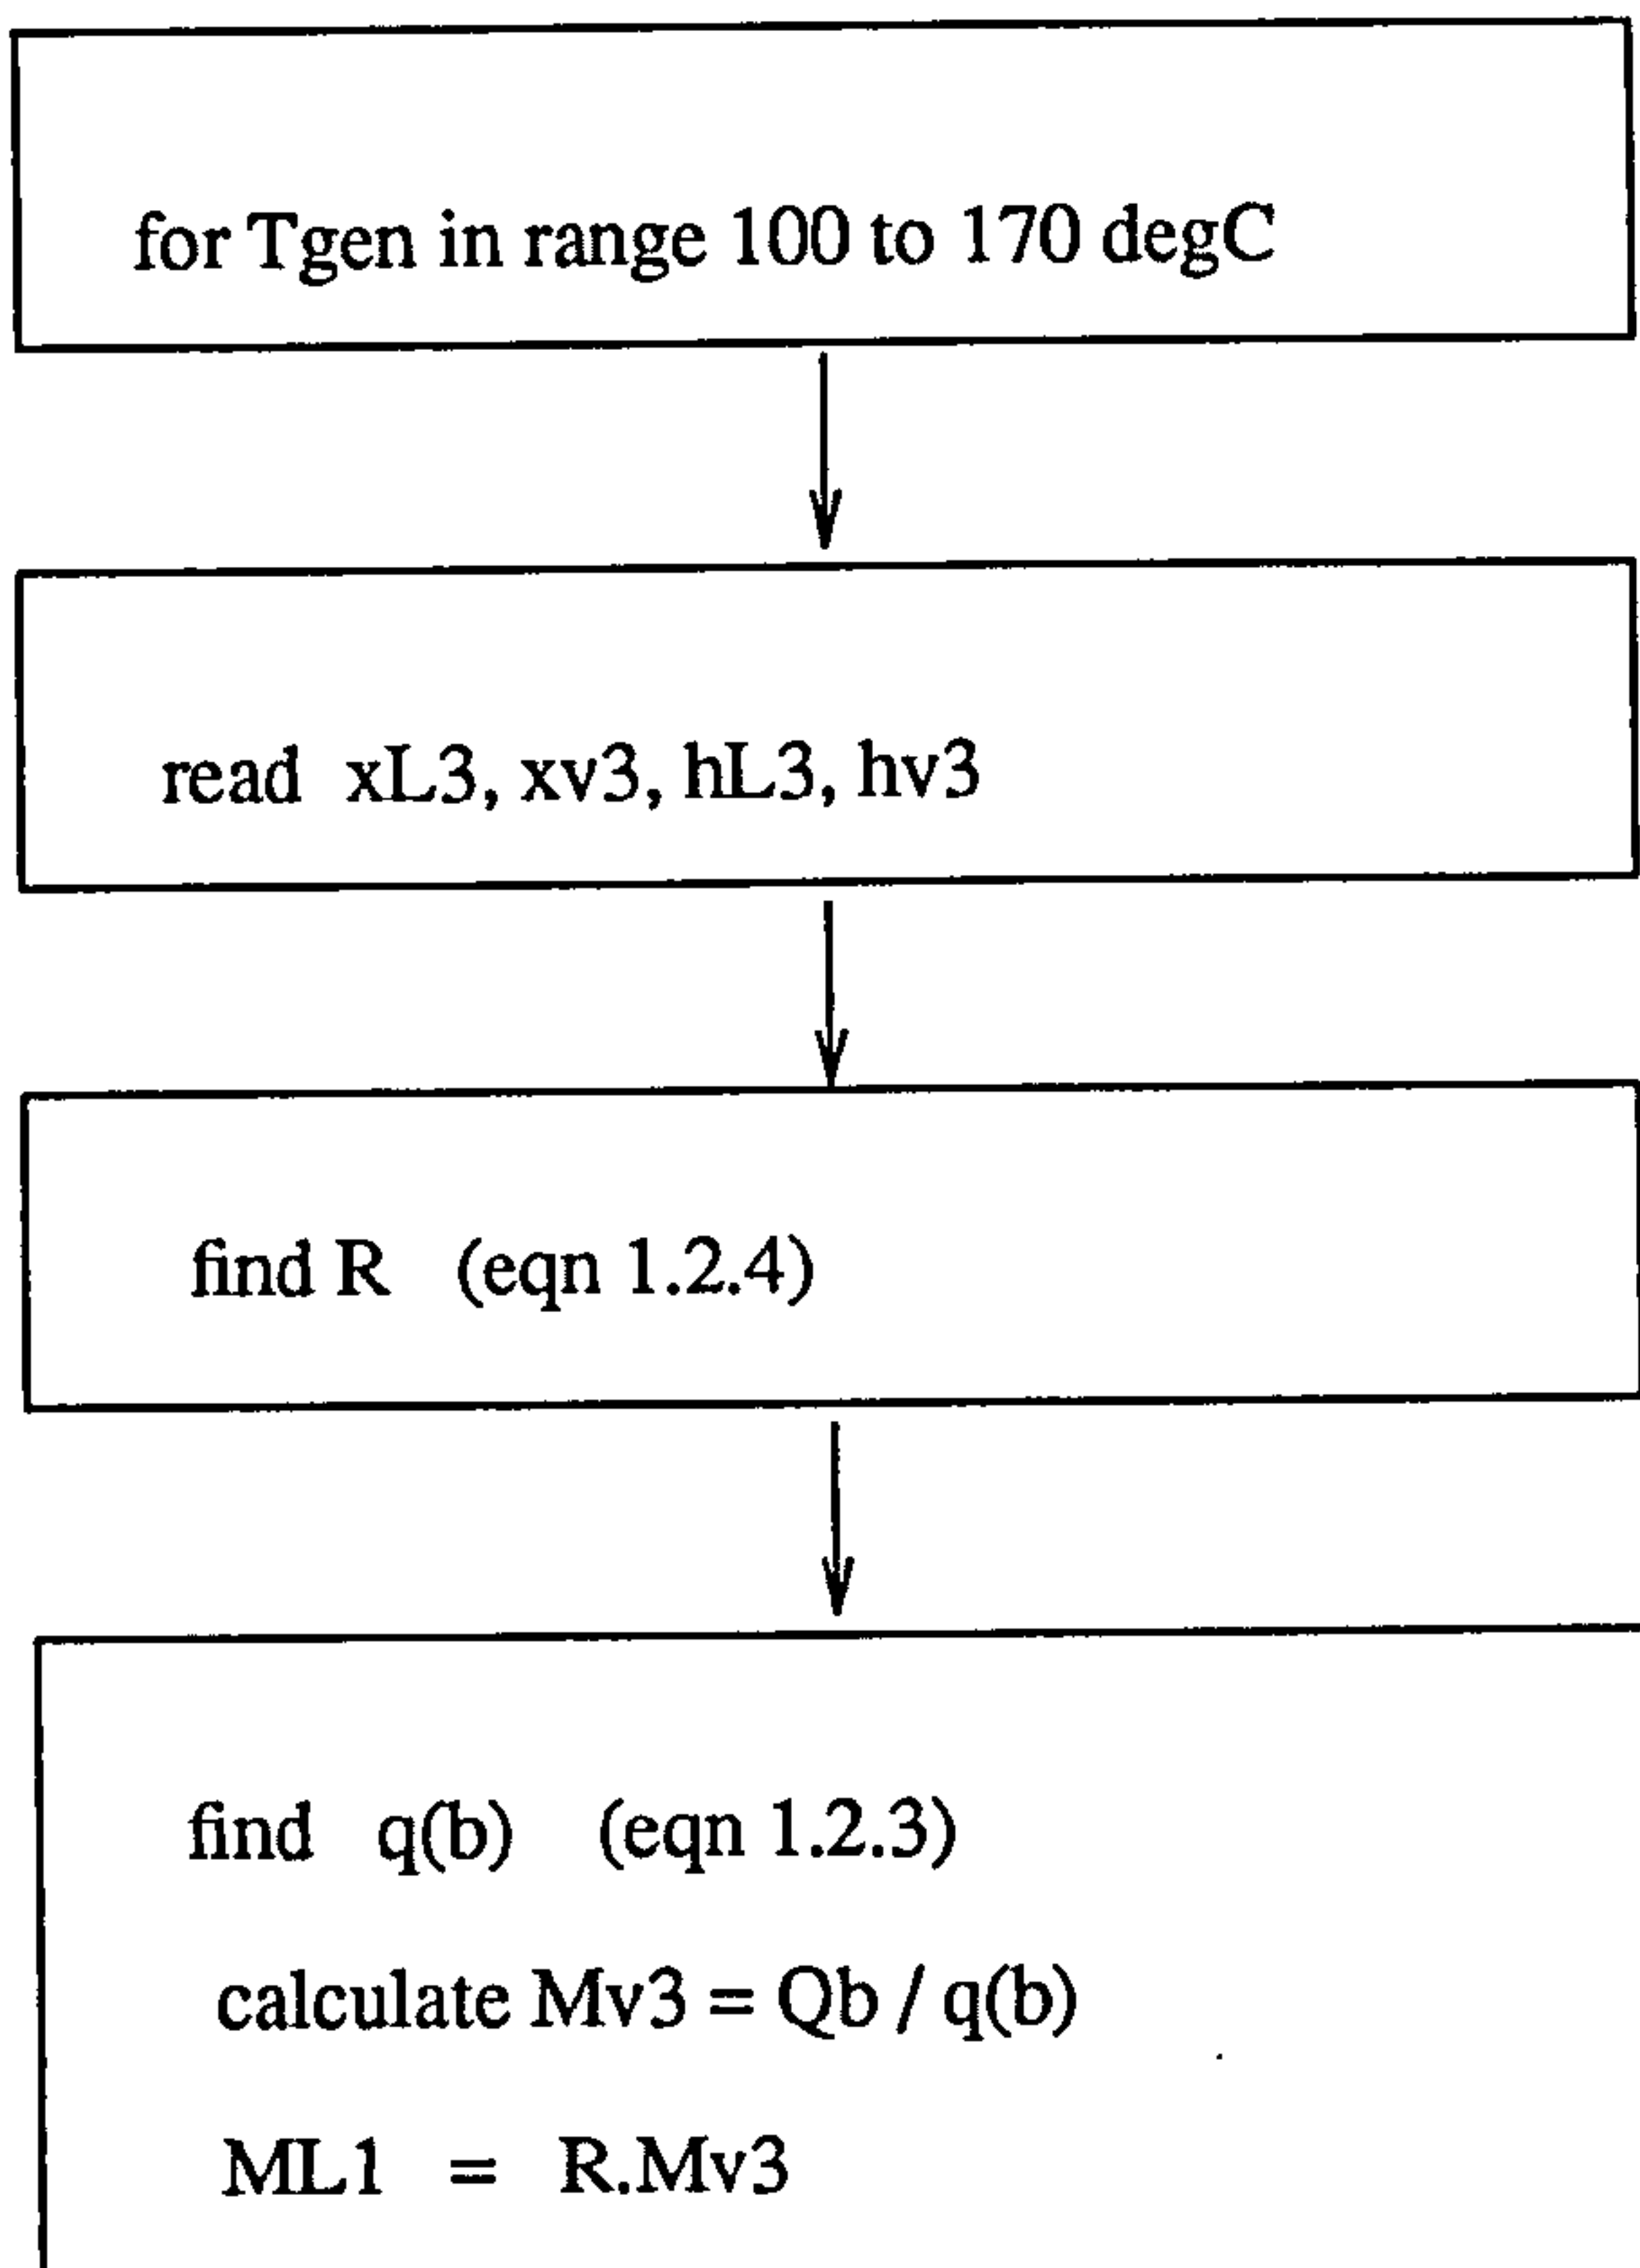 for Tgen in range 100 to 170 degC
read xL3, xv3, hL3, hv3
find R (eqn 1.2.4)
find q(b) (eqn 1.2.3)
calculate Mv3 = Qb / q(b)
ML1 = R.Mv3